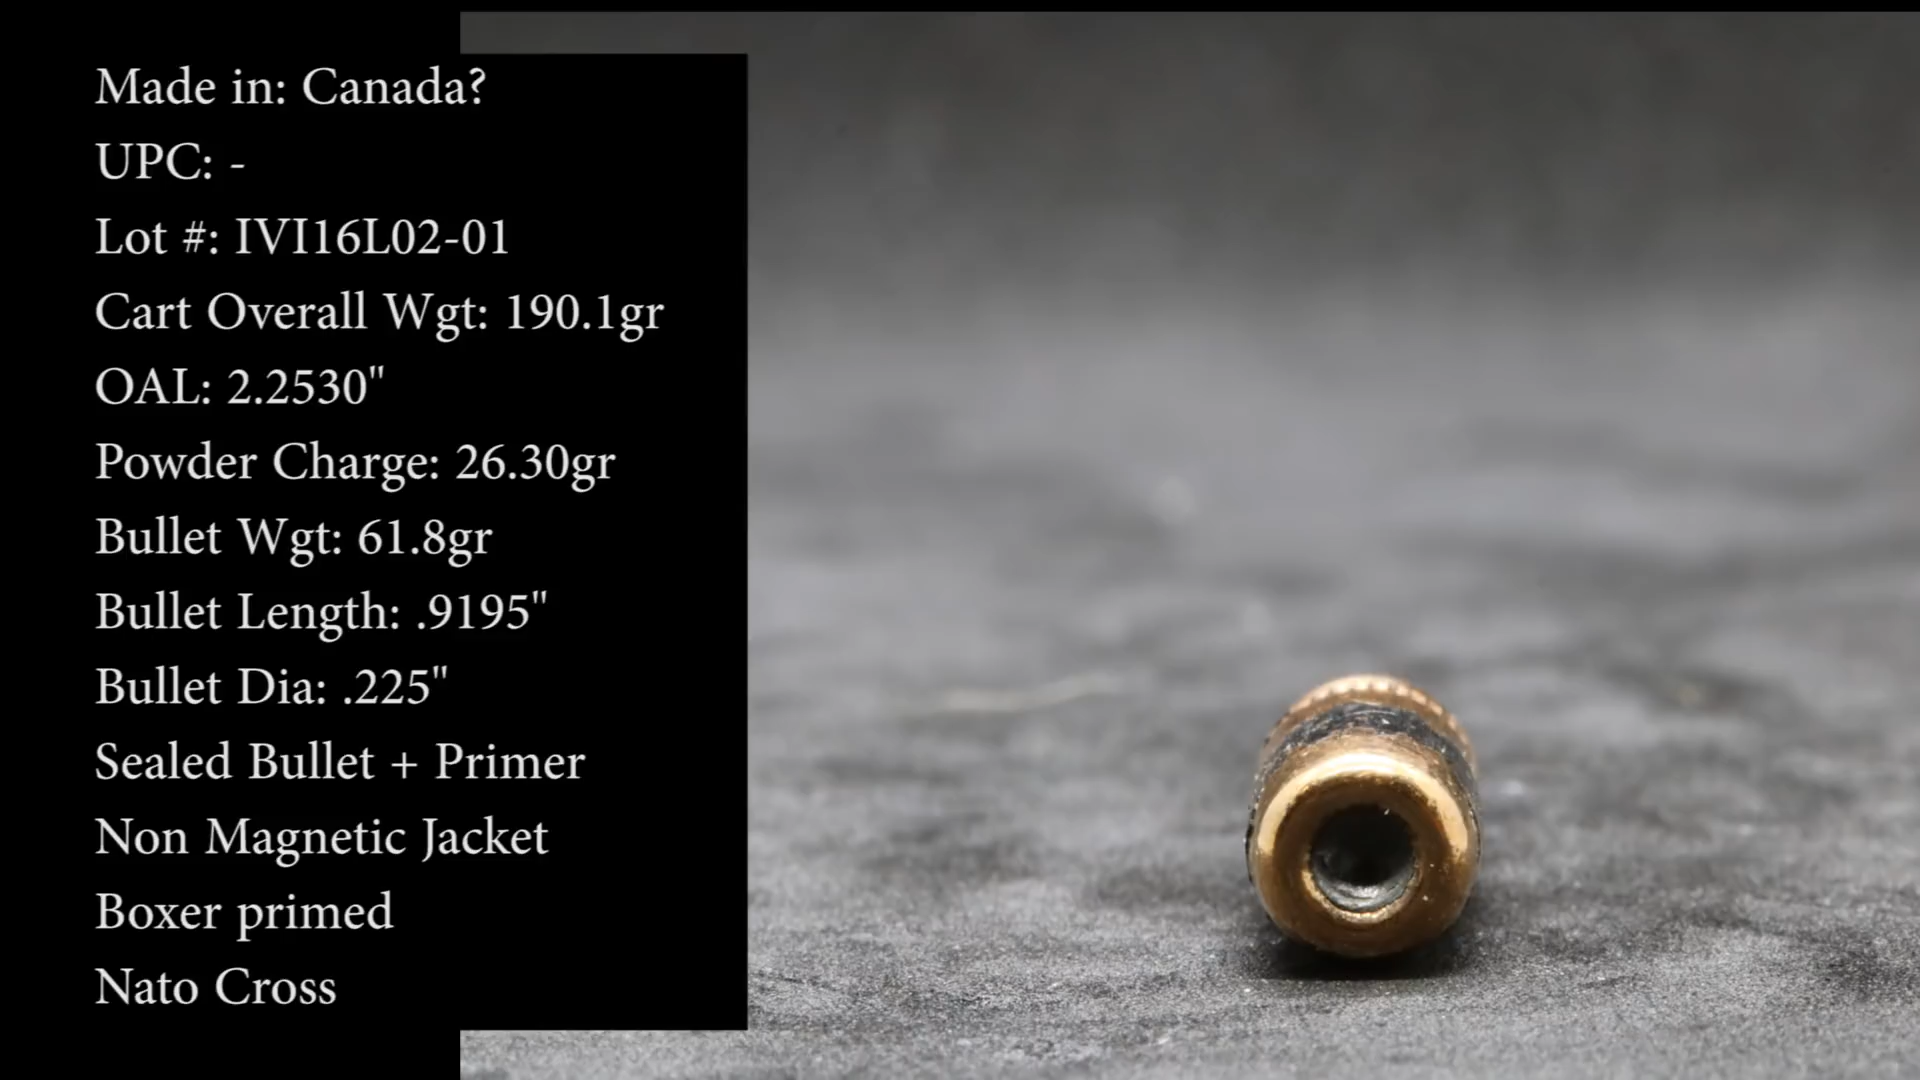 Made in: Canada?
UPC: -
Lot #: IVI16L02-01
Cart Overall Wgt: 190.1gr
OAL: 2.2530"
Powder Charge: 26.30gr
Bullet Wgt: 61.8gr
Bullet Length: .9195"
Bullet Dia: .225"
Sealed Bullet + Primer
Non Magnetic Jacket
Boxer primed
Nato Cross